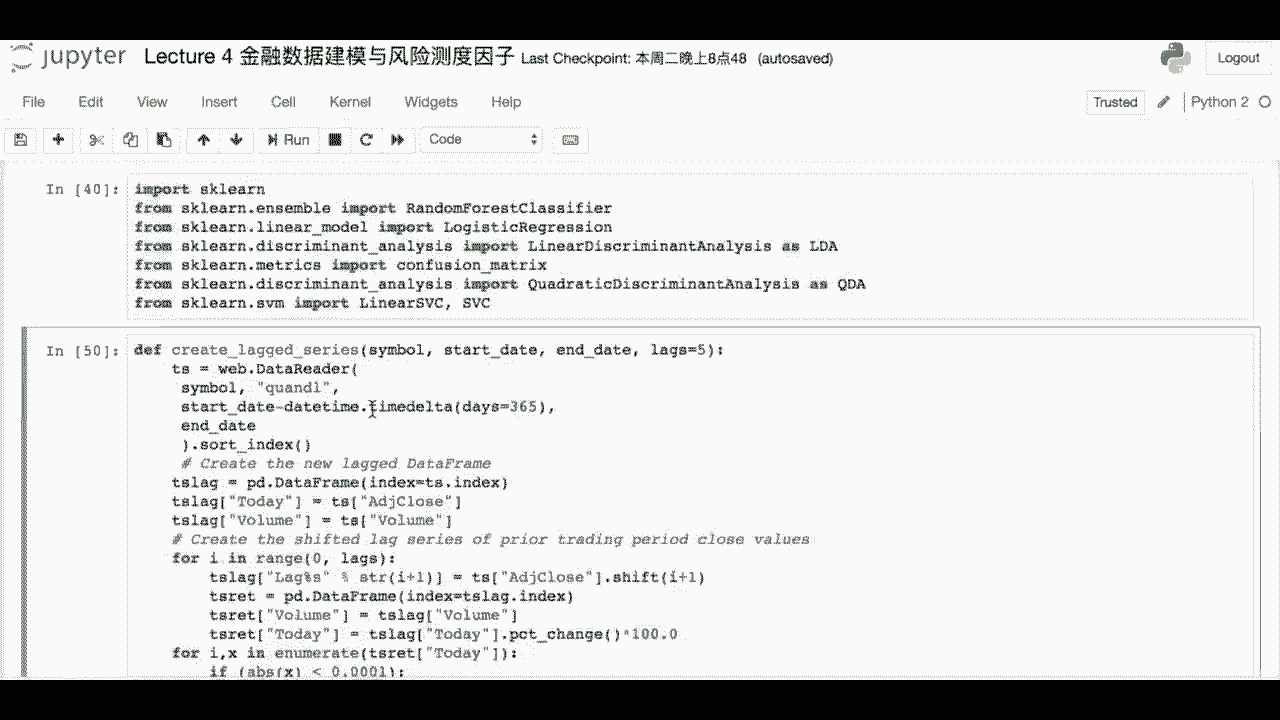 jupyter Lecture 4 金融数据建模与风险测度因子 Last Checkpoint: 本周二晚上8点48 (autosaved) Logout
File Edit View Insert Cell Kernel Widgets Help Trusted Python 2
Run Code
In [40]: import sklearn
from sklearn.ensemble import RandomForestClassifier
from sklearn.linear_model import LogisticRegression
from sklearn.discriminant_analysis import LinearDiscriminantAnalysis as LDA
from sklearn.metrics import confusion_matrix
from sklearn.discriminant_analysis import QuadraticDiscriminantAnalysis as QDA
from sklearn.svm import LinearSVC, SVC
In [50]: def create_lagged_series(symbol, start_date, end_date, lags=5):
ts = web.DataReader(
symbol, "quandl",
start_date-datetime.timedelta(days=365),
end_date
).sort_index()
# Create the new lagged DataFrame
tslag = pd.DataFrame(index=ts.index)
tslag["Today"] = ts["AdjClose"]
tslag["Volume"] = ts["Volume"]
# Create the shifted lag series of prior trading period close values
for i in range(0, lags):
tslag["Lag%s" % str(i+1)] = ts["AdjClose"].shift(i+1)
tsret = pd.DataFrame(index=tslag.index)
tsret["Volume"] = tslag["Volume"]
tsret["Today"] = tslag["Today"].pct_change()*100.0
for i,x in enumerate(tsret["Today"]):
if (abs(x) < 0.0001):